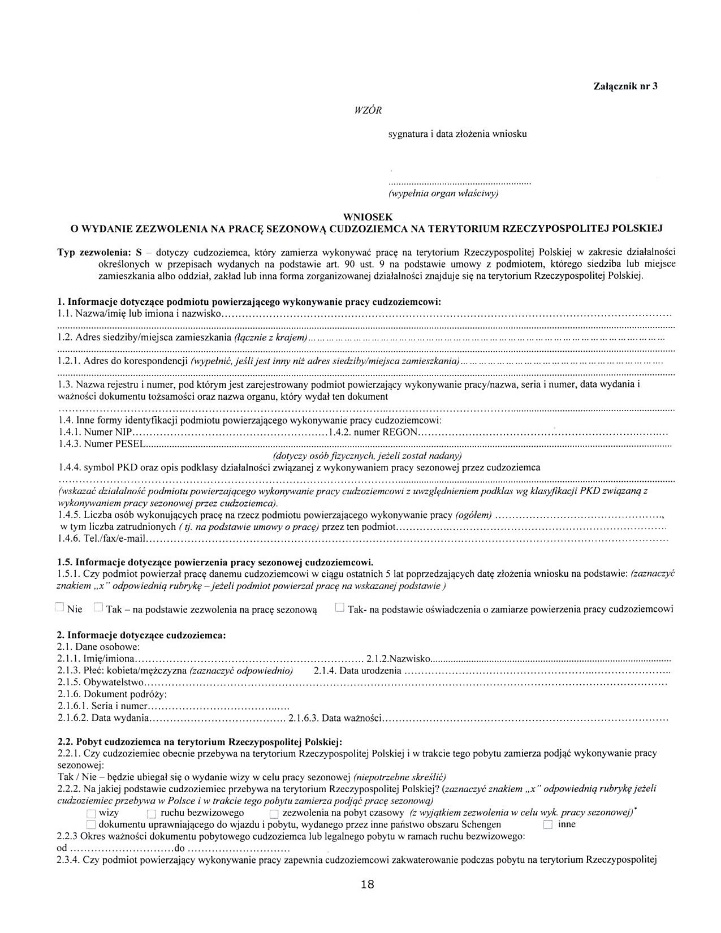 Załącznik nr 3
WZÓR
sygnatura i data złożenia wniosku
......................................................
(wypełnia organ właściwy)
WNIOSEK
O WYDANIE ZEZWOLENIA NA PRACĘ SEZONOWĄ CUDZOZIEMCA NA TERYTORIUM RZECZYPOSPOLITEJ POLSKIEJ
Typ zezwolenia: S – dotyczy cudzoziemca, który zamierza wykonywać pracę na terytorium Rzeczypospolitej Polskiej w zakresie działalności
określonych w przepisach wydanych na podstawie art. 90 ust. 9 na podstawie umowy z podmiotem, którego siedziba lub miejsce
zamieszkania albo oddział, zakład lub inna forma zorganizowanej działalności znajduje się na terytorium Rzeczypospolitej Polskiej.
1. Informacje dotyczące podmiotu powierzającego wykonywanie pracy cudzoziemcowi:
1.1. Nazwa/imię lub imiona i nazwisko......................................................
......................................................
1.2. Adres siedziby/miejsca zamieszkania (łącznie z krajem)......................................................
......................................................
1.2.1. Adres do korespondencji (wypełnić, jeśli jest inny niż adres siedziby/miejsca zamieszkania)......................................................
......................................................
1.3. Nazwa rejestru i numer, pod którym jest zarejestrowany podmiot powierzający wykonywanie pracy/nazwa, seria i numer, data wydania i
ważności dokumentu tożsamości oraz nazwa organu, który wydał ten dokument
......................................................
1.4. Inne formy identyfikacji podmiotu powierzającego wykonywanie pracy cudzoziemcowi:
1.4.1. Numer NIP......................................................1.4.2. numer REGON......................................................
1.4.3. Numer PESEL......................................................
(dotyczy osób fizycznych, jeżeli został nadany)
1.4.4. symbol PKD oraz opis podklasy działalności związanej z wykonywaniem pracy sezonowej przez cudzoziemca
......................................................
(wskazać działalność podmiotu powierzającego wykonywanie pracy cudzoziemcowi z uwzględnieniem podklas wg klasyfikacji PKD związaną z
wykonywaniem pracy sezonowej przez cudzoziemca).
1.4.5. Liczba osób wykonujących pracę na rzecz podmiotu powierzającego wykonywanie pracy (ogółem) ......................................................,
w tym liczba zatrudnionych ( tj. na podstawie umowy o pracę) przez ten podmiot......................................................
1.4.6. Tel./fax/e-mail......................................................
1.5. Informacje dotyczące powierzenia pracy sezonowej cudzoziemcowi.
1.5.1. Czy podmiot powierzał pracę danemu cudzoziemcowi w ciągu ostatnich 5 lat poprzedzających datę złożenia wniosku na podstawie: (zaznaczyć
znakiem „x” odpowiednią rubrykę – jeżeli podmiot powierzał pracę na wskazanej podstawie )
☐ Nie ☐ Tak – na podstawie zezwolenia na pracę sezonową ☐ Tak- na podstawie oświadczenia o zamiarze powierzenia pracy cudzoziemcowi
2. Informacje dotyczące cudzoziemca:
2.1. Dane osobowe:
2.1.1. Imię/imiona...................................................... 2.1.2.Nazwisko......................................................
2.1.3. Płeć: kobieta/mężczyzna (zaznaczyć odpowiednio) 2.1.4. Data urodzenia ......................................................
2.1.5. Obywatelstwo......................................................
2.1.6. Dokument podróży:
2.1.6.1. Seria i numer......................................
2.1.6.2. Data wydania...................................... 2.1.6.3. Data ważności......................................................
2.2. Pobyt cudzoziemca na terytorium Rzeczypospolitej Polskiej:
2.2.1. Czy cudzoziemiec obecnie przebywa na terytorium Rzeczypospolitej Polskiej i w trakcie tego pobytu zamierza podjąć wykonywanie pracy
sezonowej:
Tak / Nie – będzie ubiegał się o wydanie wizy w celu pracy sezonowej (niepotrzebne skreślić)
2.2.2. Na jakiej podstawie cudzoziemiec przebywa na terytorium Rzeczypospolitej Polskiej? (zaznaczyć znakiem „x” odpowiednią rubrykę jeżeli
cudzoziemiec przebywa w Polsce i w trakcie tego pobytu zamierza podjąć pracę sezonową)
☐ wizy ☐ ruchu bezwizowego ☐ zezwolenia na pobyt czasowy (z wyjątkiem zezwolenia w celu wyk. pracy sezonowej)*
☐ dokumentu uprawniającego do wjazdu i pobytu, wydanego przez inne państwo obszaru Schengen ☐ inne
2.2.3 Okres ważności dokumentu pobytowego cudzoziemca lub legalnego pobytu w ramach ruchu bezwizowego:
od ..............................do ..............................
2.3.4. Czy podmiot powierzający wykonywanie pracy zapewnia cudzoziemcowi zakwaterowanie podczas pobytu na terytorium Rzeczypospolitej
18